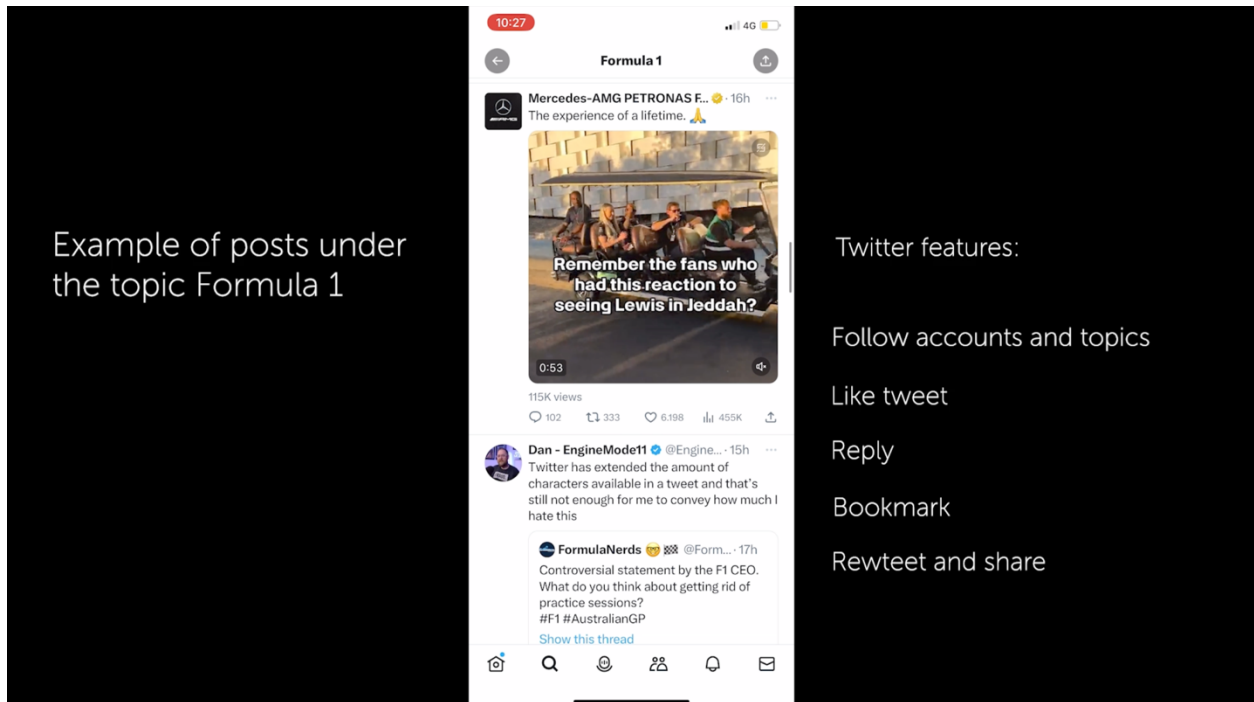 Example of posts under
the topic Formula 1
10:27
4G
Formula 1
Mercedes-AMG PETRONAS F... · 16h
The experience of a lifetime. 🙏
Remember the fans who
had this reaction to
seeing Lewis in Jeddah?
0:53
115K views
102 333 6.198 455K
Dan - EngineMode11 @Engine... · 15h
Twitter has extended the amount of
characters available in a tweet and that's
still not enough for me to convey how much I
hate this
FormulaNerds 🤓 🏁 @Form... · 17h
Controversial statement by the F1 CEO.
What do you think about getting rid of
practice sessions?
#F1 #AustralianGP
Show this thread
Twitter features:
Follow accounts and topics
Like tweet
Reply
Bookmark
Rewteet and share